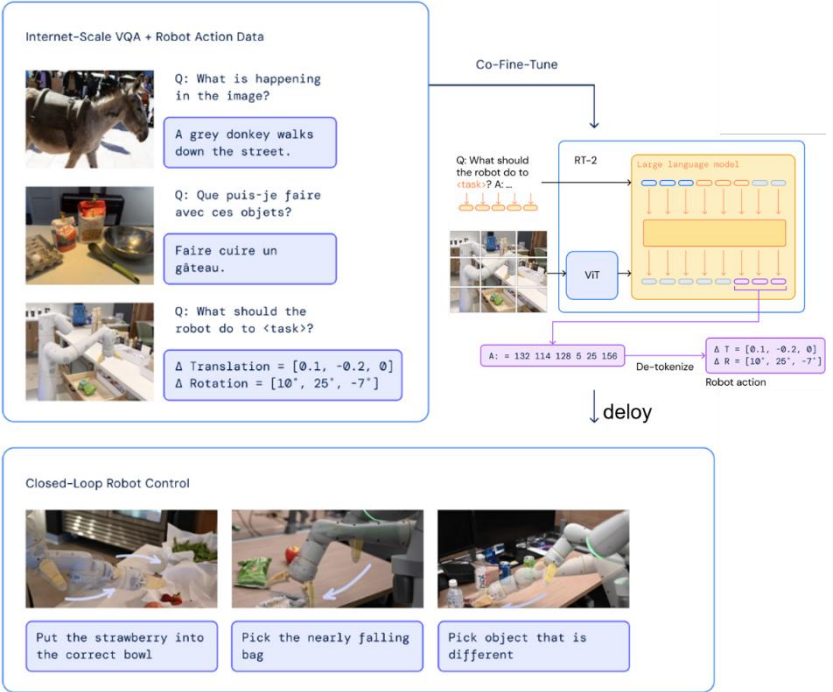 Internet-Scale VQA + Robot Action Data
Q: What is happening
in the image?
A grey donkey walks
down the street.
Q: Que puis-je faire
avec ces objets?
Faire cuire un
gâteau.
Q: What should the
robot do to <task>?
Δ Translation = [0.1, -0.2, 0]
Δ Rotation = [10°, 25°, -7°]
Co-Fine-Tune
Q: What should
the robot do to
<task>? A: …
RT-2
Large language model
ViT
A: = 132 114 128 5 25 156
De-tokenize
Δ T = [0.1, -0.2, 0]
Δ R = [10°, 25°, -7°]
Robot action
deloy
Closed-Loop Robot Control
Put the strawberry into
the correct bowl
Pick the nearly falling
bag
Pick object that is
different